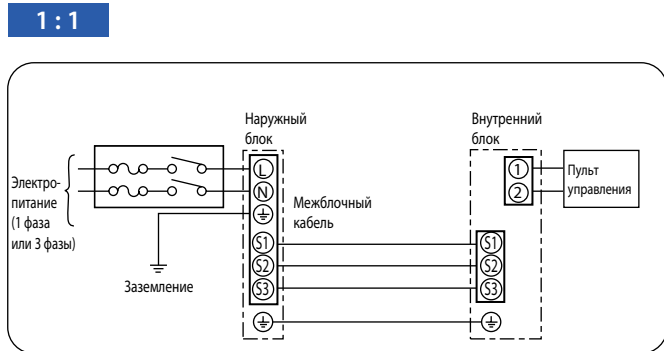 1 : 1
Наружный
блок
Внутренний
блок
Электро-
питание
(1 фаза
или 3 фазы)
Заземление
L
N
S1
S2
S3
Межблочный
кабель
1
2
S1
S2
S3
Пульт
управления